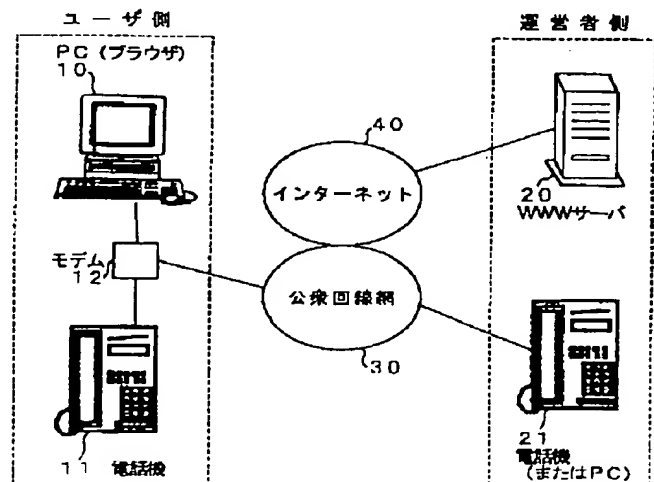 ユーザ側
運営者側
PC(ブラウザ)
10
40
インターネット
20
WWWサーバ
モデム
12
公衆回線網
30
11 電話機
21
電話機
(またはPC)